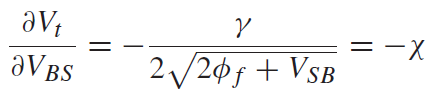 ∂V_t/∂V_BS = −γ/(2√(2ϕ_f + V_SB)) = −χ